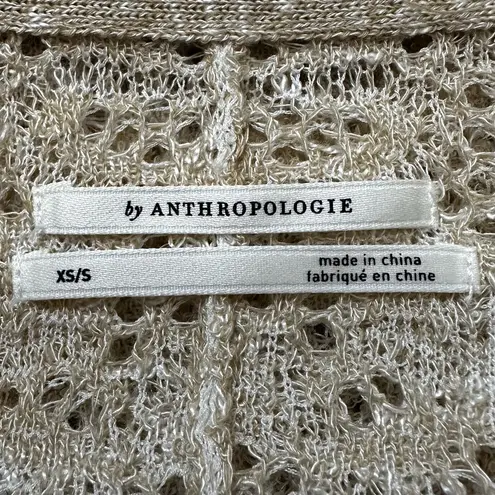 by ANTHROPOLOGIE
XS/S
made in china
fabriqué en chine